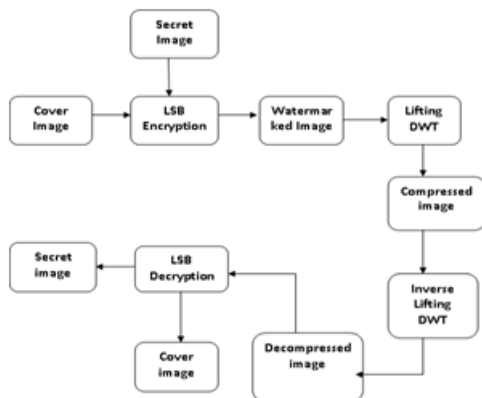 Secret
Image
Cover
Image
LSB
Encryption
Watermar
ked Image
Lifting
DWT
Compressed
image
Inverse
Lifting
DWT
Decompressed
image
LSB
Decryption
Secret
image
Cover
image